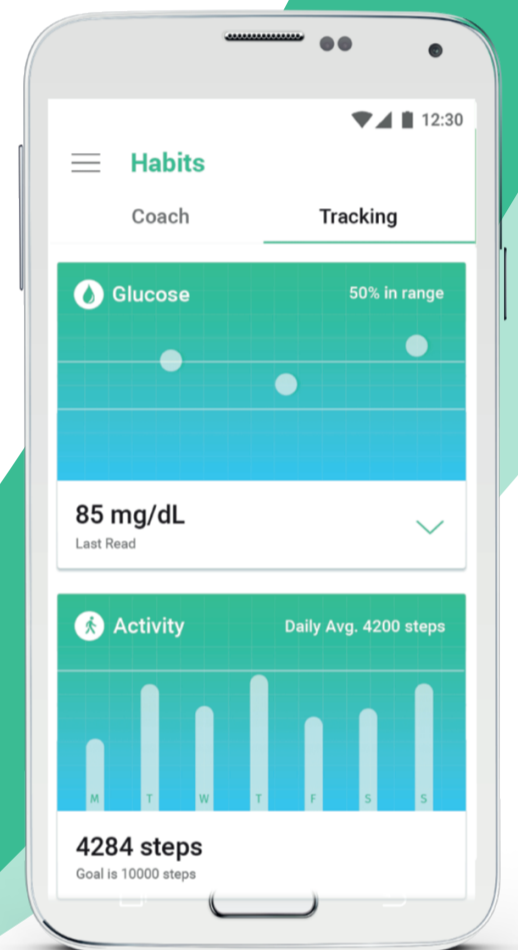 12:30
Habits
Coach Tracking
Glucose 50% in range
85 mg/dL
Last Read
Activity Daily Avg. 4200 steps
M T W T F S S
4284 steps
Goal is 10000 steps